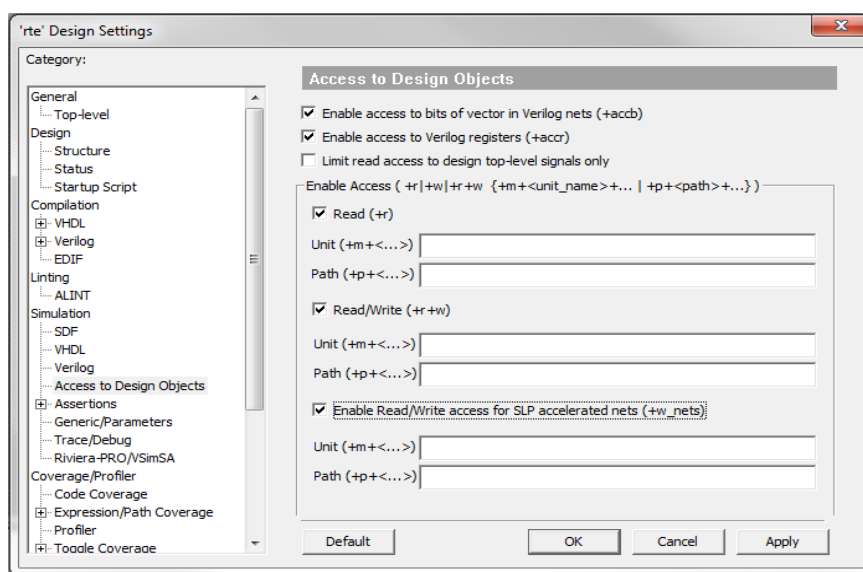 'rte' Design Settings
Category:
General
Top-level
Design
Structure
Status
Startup Script
Compilation
VHDL
Verilog
EDIF
Linting
ALINT
Simulation
SDF
VHDL
Verilog
Access to Design Objects
Assertions
Generic/Parameters
Trace/Debug
Riviera-PRO/VSimSA
Coverage/Profiler
Code Coverage
Expression/Path Coverage
Profiler
Toggle Coverage
Access to Design Objects
Enable access to bits of vector in Verilog nets (+accb)
Enable access to Verilog registers (+accr)
Limit read access to design top-level signals only
Enable Access ( +r|+w|+r+w {+m+<unit_name>+... | +p+<path>+...} )
Read (+r)
Unit (+m+<...>)
Path (+p+<...>)
Read/Write (+r+w)
Unit (+m+<...>)
Path (+p+<...>)
Enable Read/Write access for SLP accelerated nets (+w_nets)
Unit (+m+<...>)
Path (+p+<...>)
Default
OK
Cancel
Apply